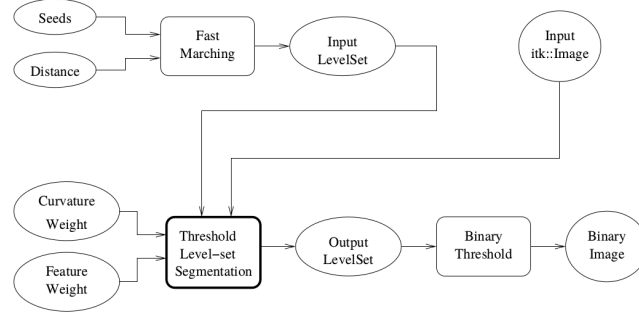 Seeds
Distance
Fast
Marching
Input
LevelSet
Input
itk::Image
Curvature
Weight
Feature
Weight
Threshold
Level−set
Segmentation
Output
LevelSet
Binary
Threshold
Binary
Image